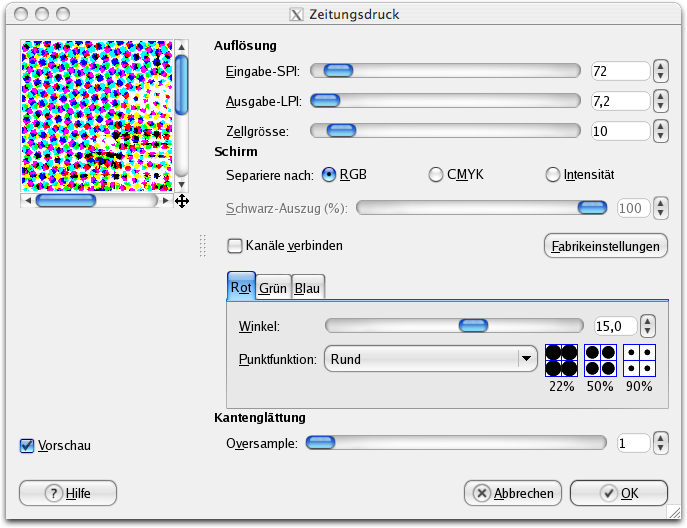 Zeitungsdruck
Auflösung
Eingabe-SPI: 72
Ausgabe-LPI: 7,2
Zellgrösse: 10
Schirm
Separiere nach: RGB CMYK Intensität
Schwarz-Auszug (%): 100
Kanäle verbinden Fabrikeinstellungen
Rot Grün Blau
Winkel: 15,0
Punktfunktion: Rund
22% 50% 90%
Kantenglättung
Vorschau
Oversample: 1
Hilfe Abbrechen OK